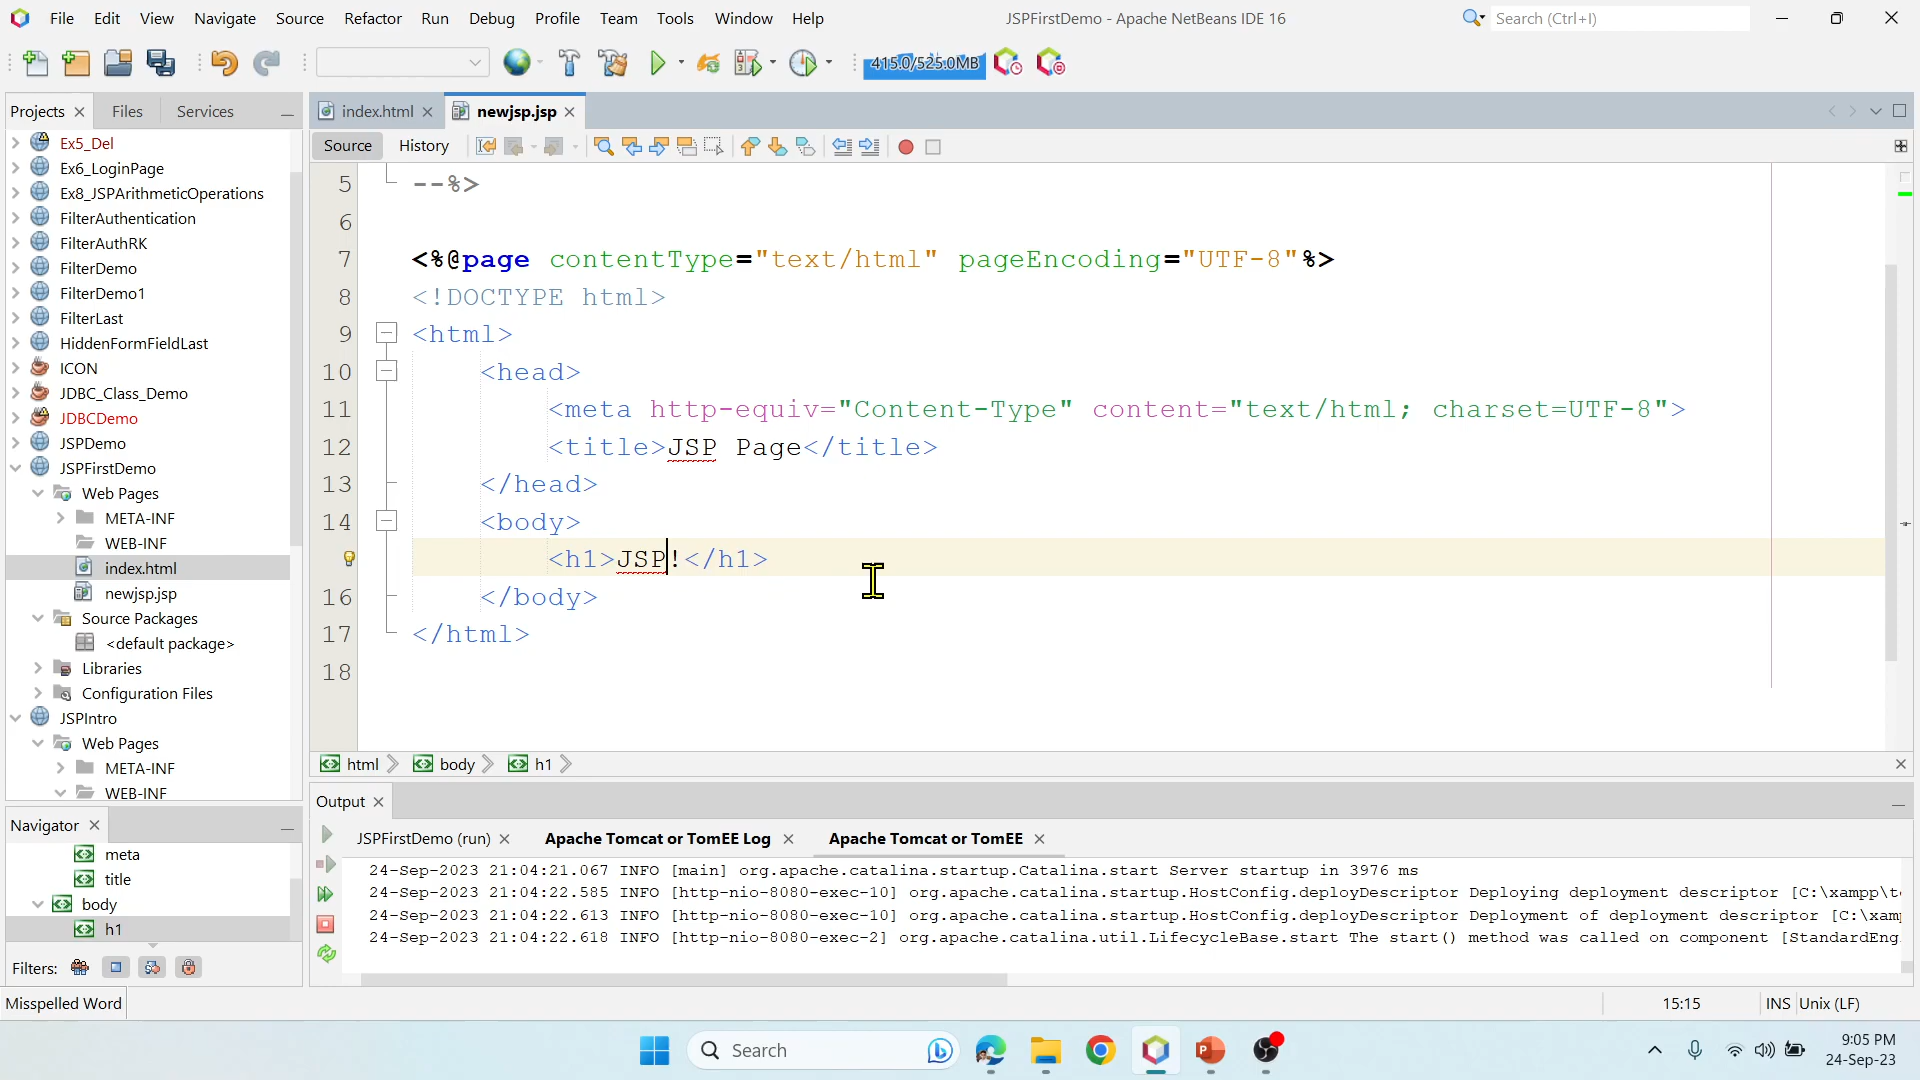 File Edit View Navigate Source Refactor Run Debug Profile Team Tools Window Help
JSPFirstDemo - Apache NetBeans IDE 16
Search (Ctrl+I)
415.0/525.0MB
Projects Files Services
Ex5_Del
Ex6_LoginPage
Ex8_JSPArithmeticOperations
FilterAuthentication
FilterAuthRK
FilterDemo
FilterDemo1
FilterLast
HiddenFormFieldLast
ICON
JDBC_Class_Demo
JDBCDemo
JSPDemo
JSPFirstDemo
Web Pages
META-INF
WEB-INF
index.html
newjsp.jsp
Source Packages
<default package>
Libraries
Configuration Files
JSPIntro
Web Pages
META-INF
WEB-INF
Navigator
meta
title
body
h1
Filters:
index.html newjsp.jsp
Source History
5 --%>
6
7 <%@page contentType="text/html" pageEncoding="UTF-8"%>
8 <!DOCTYPE html>
9 <html>
10 <head>
11 <meta http-equiv="Content-Type" content="text/html; charset=UTF-8">
12 <title>JSP Page</title>
13 </head>
14 <body>
<h1>JSP!</h1>
16 </body>
17 </html>
18
html body h1
Output
JSPFirstDemo (run) Apache Tomcat or TomEE Log Apache Tomcat or TomEE
24-Sep-2023 21:04:21.067 INFO [main] org.apache.catalina.startup.Catalina.start Server startup in 3976 ms
24-Sep-2023 21:04:22.585 INFO [http-nio-8080-exec-10] org.apache.catalina.startup.HostConfig.deployDescriptor Deploying deployment descriptor [C:\xampp\t
24-Sep-2023 21:04:22.613 INFO [http-nio-8080-exec-10] org.apache.catalina.startup.HostConfig.deployDescriptor Deployment of deployment descriptor [C:\xam
24-Sep-2023 21:04:22.618 INFO [http-nio-8080-exec-2] org.apache.catalina.util.LifecycleBase.start The start() method was called on component [StandardEng
Misspelled Word
15:15 INS Unix (LF)
Search
9:05 PM
24-Sep-23